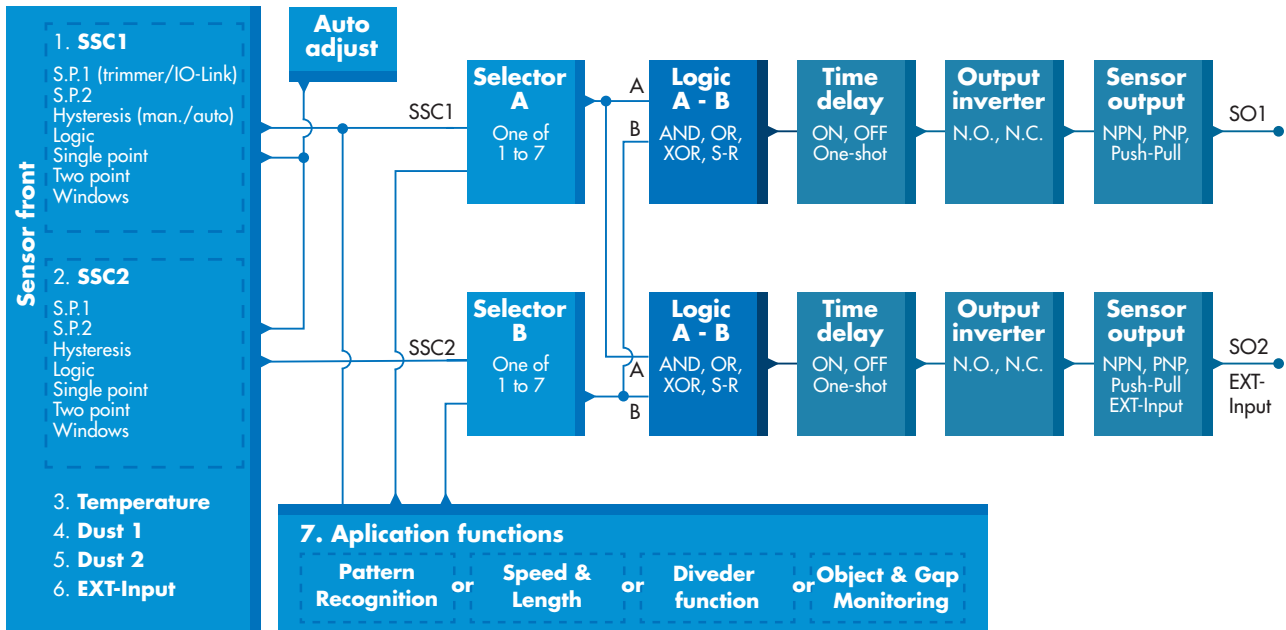 Sensor front
1. SSC1
S.P.1 (trimmer/IO-Link)
S.P.2
Hysteresis (man./auto)
Logic
Single point
Two point
Windows
2. SSC2
S.P.1
S.P.2
Hysteresis
Logic
Single point
Two point
Windows
3. Temperature
4. Dust 1
5. Dust 2
6. EXT-Input
Auto
adjust
SSC1
Selector
A
One of
1 to 7
A
B
Logic
A - B
AND, OR,
XOR, S-R
Time
delay
ON, OFF
One-shot
Output
inverter
N.O., N.C.
Sensor
output
NPN, PNP,
Push-Pull
SO1
SSC2
Selector
B
One of
1 to 7
A
B
Logic
A - B
AND, OR,
XOR, S-R
Time
delay
ON, OFF
One-shot
Output
inverter
N.O., N.C.
Sensor
output
NPN, PNP,
Push-Pull
EXT-Input
SO2
EXT-
Input
7. Aplication functions
Pattern
Recognition
or
Speed &
Length
or
Diveder
function
or
Object & Gap
Monitoring